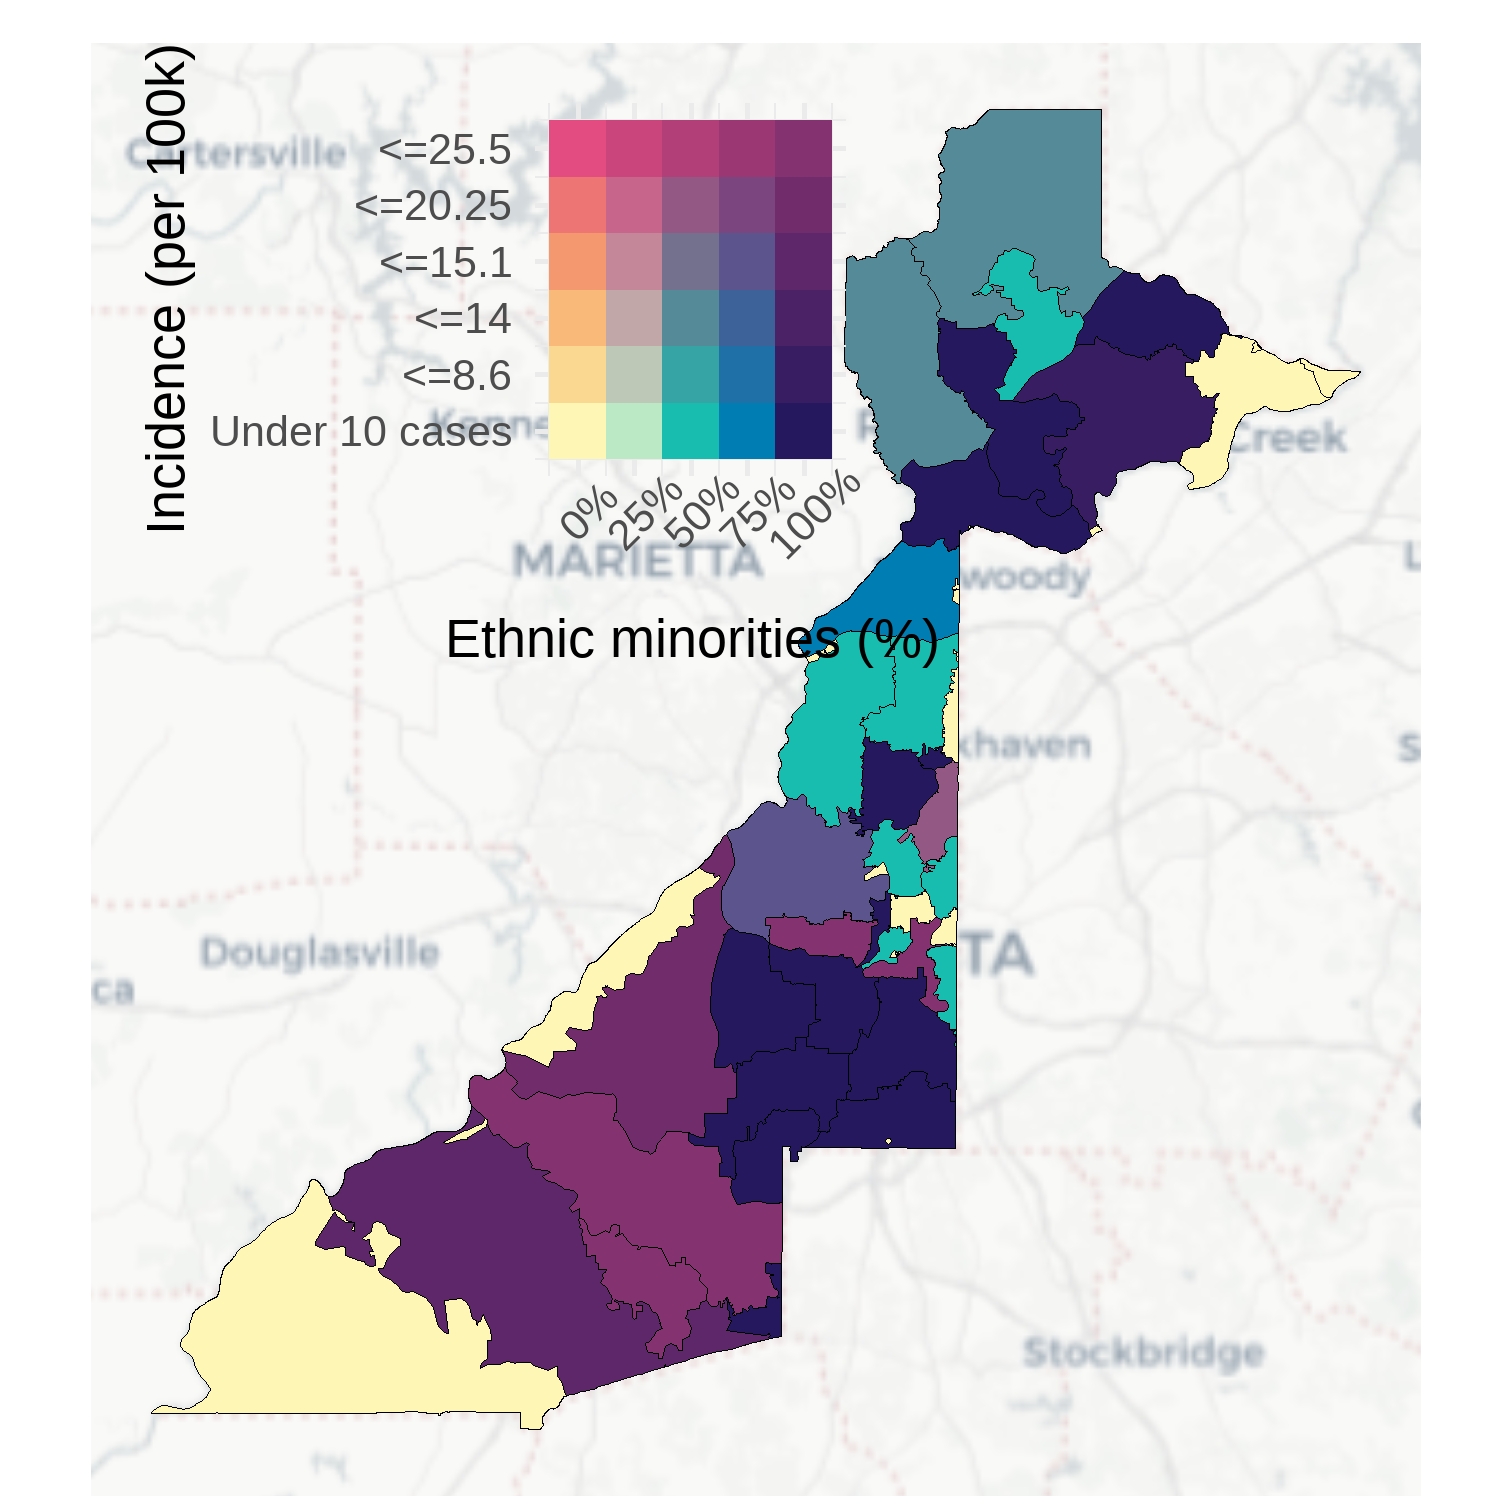 Incidence (per 100k)
Cartersville
<=25.5
<=20.25
<=15.1
<=14
<=8.6
Under 10 cases
Kenne
Creek
0%
25%
50%
75%
100%
MARIETTA
woody
Ethnic minorities (%)
khaven
Douglasville
TA
ca
Stockbridge